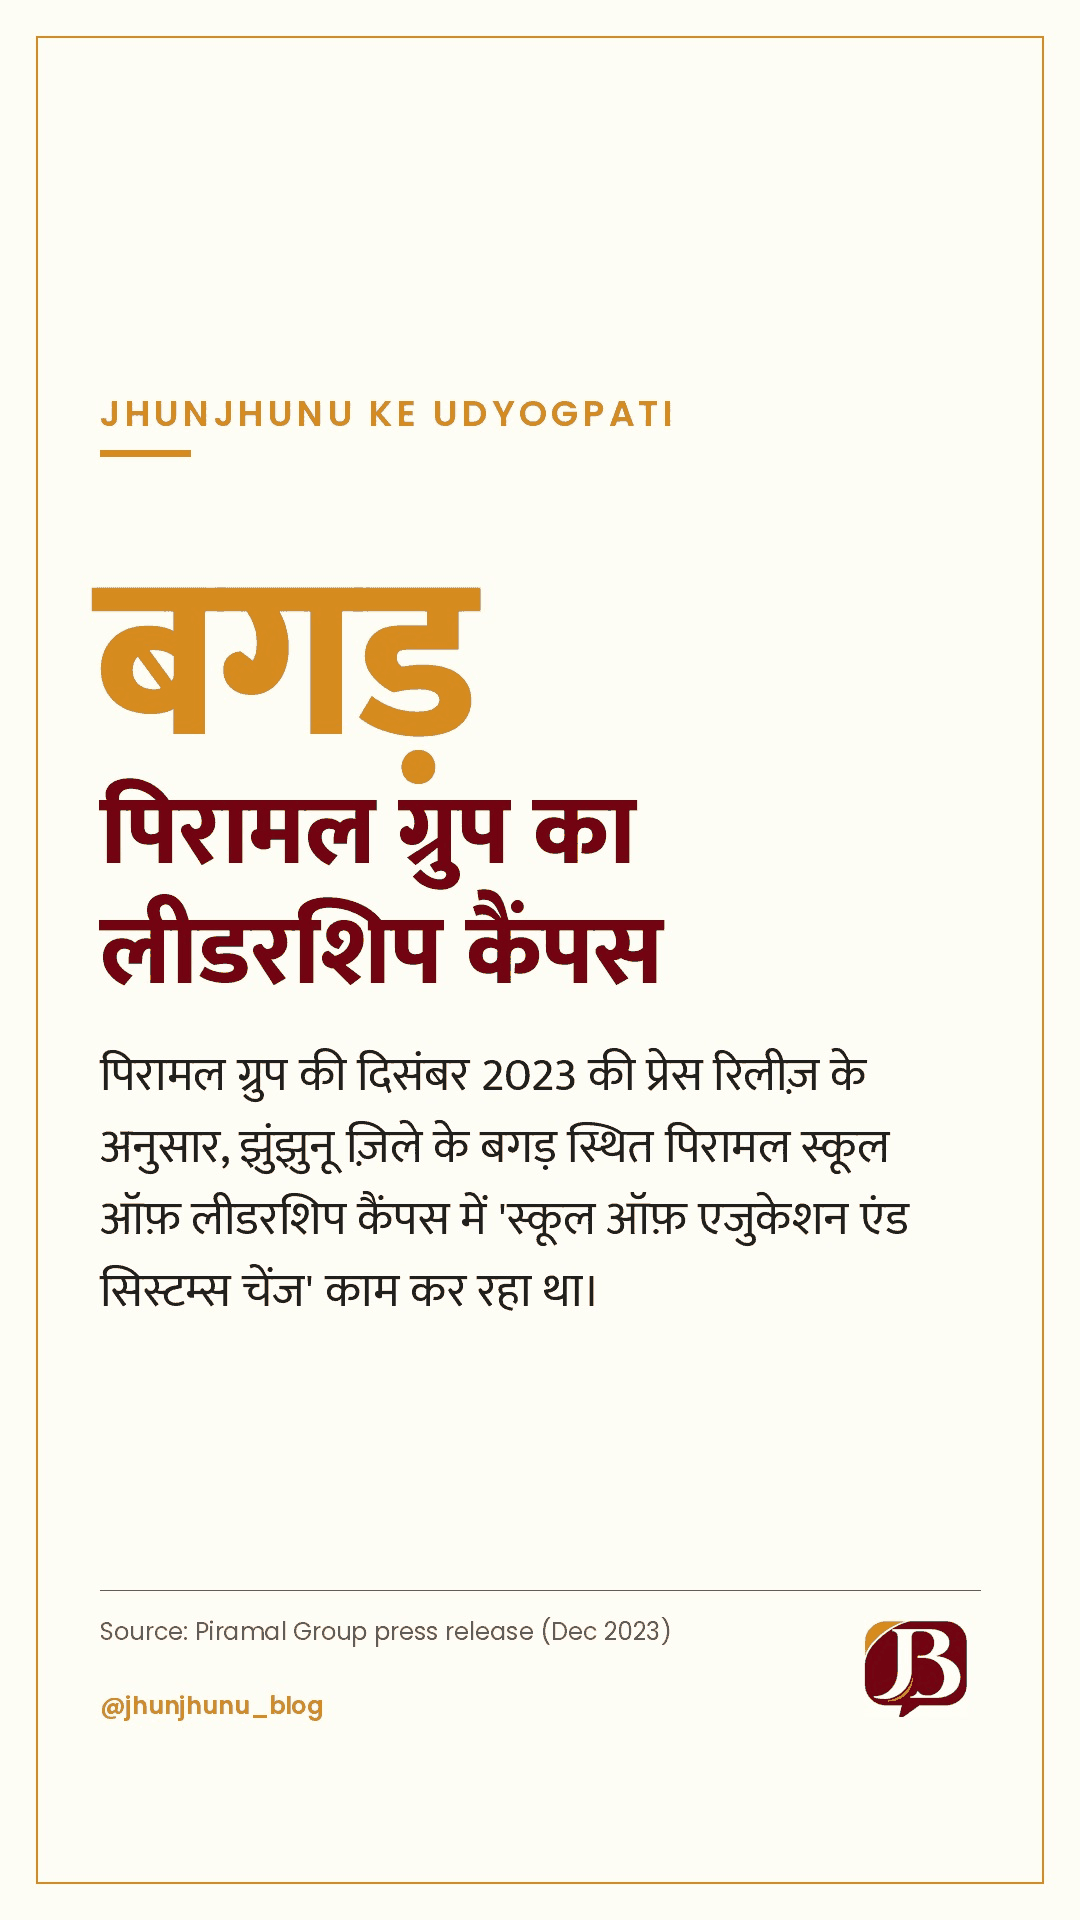 JHUNJHUNU KE UDYOGPATI
बगड़
पिरामल ग्रुप का
लीडरशिप कैंपस
पिरामल ग्रुप की दिसंबर 2023 की प्रेस रिलीज़ के
अनुसार, झुंझुनू ज़िले के बगड़ स्थित पिरामल स्कूल
ऑफ़ लीडरशिप कैंपस में 'स्कूल ऑफ़ एजुकेशन एंड
सिस्टम्स चेंज' काम कर रहा था।
Source: Piramal Group press release (Dec 2023)
JB
@jhunjhunu_blog